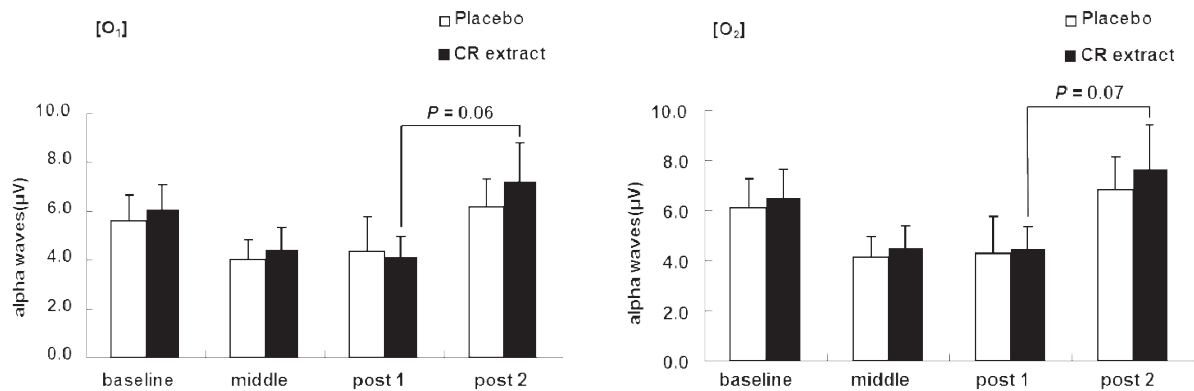 [O₁]
Placebo
CR extract
P = 0.06
10.0
8.0
6.0
4.0
2.0
0.0
alpha waves(μV)
baseline middle post 1 post 2
[O₂]
Placebo
CR extract
P = 0.07
10.0
8.0
6.0
4.0
2.0
0.0
alpha waves(μV)
baseline middle post 1 post 2